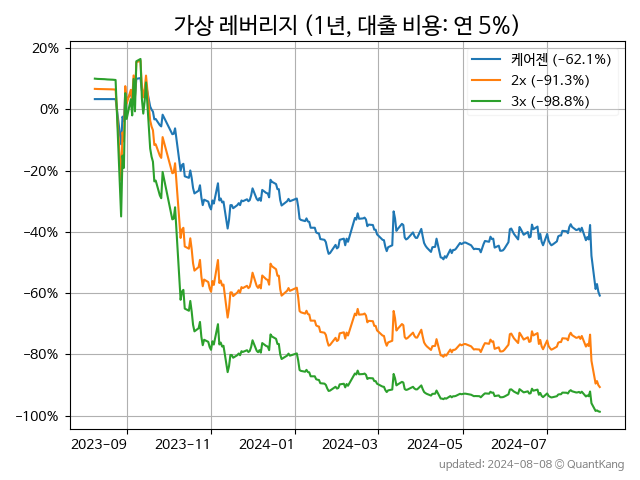 가상 레버리지 (1년, 대출 비용: 연 5%)
케어젠 (−62.1%)
2x (−91.3%)
3x (−98.8%)
20%
0%
−20%
−40%
−60%
−80%
−100%
2023-09 2023-11 2024-01 2024-03 2024-05 2024-07
updated: 2024-08-08 © QuantKang